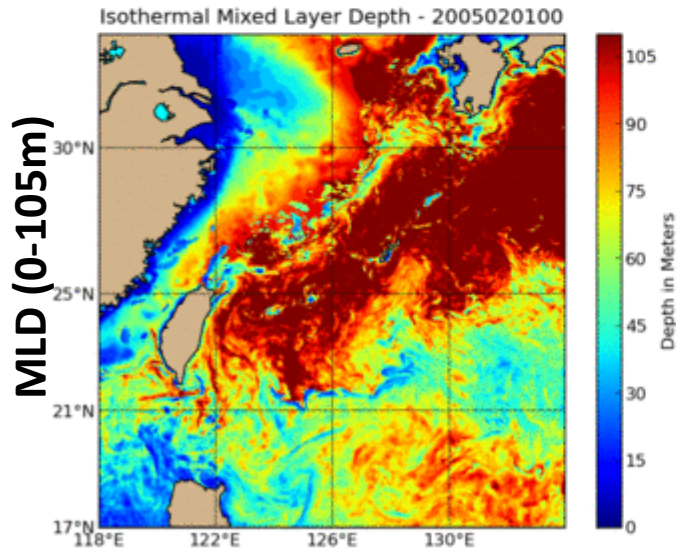 Isothermal Mixed Layer Depth - 2005020100
MLD (0-105m)
30°N
25°N
21°N
17°N
118°E
122°E
126°E
130°E
105
90
75
60
45
30
15
0
Depth in Meters